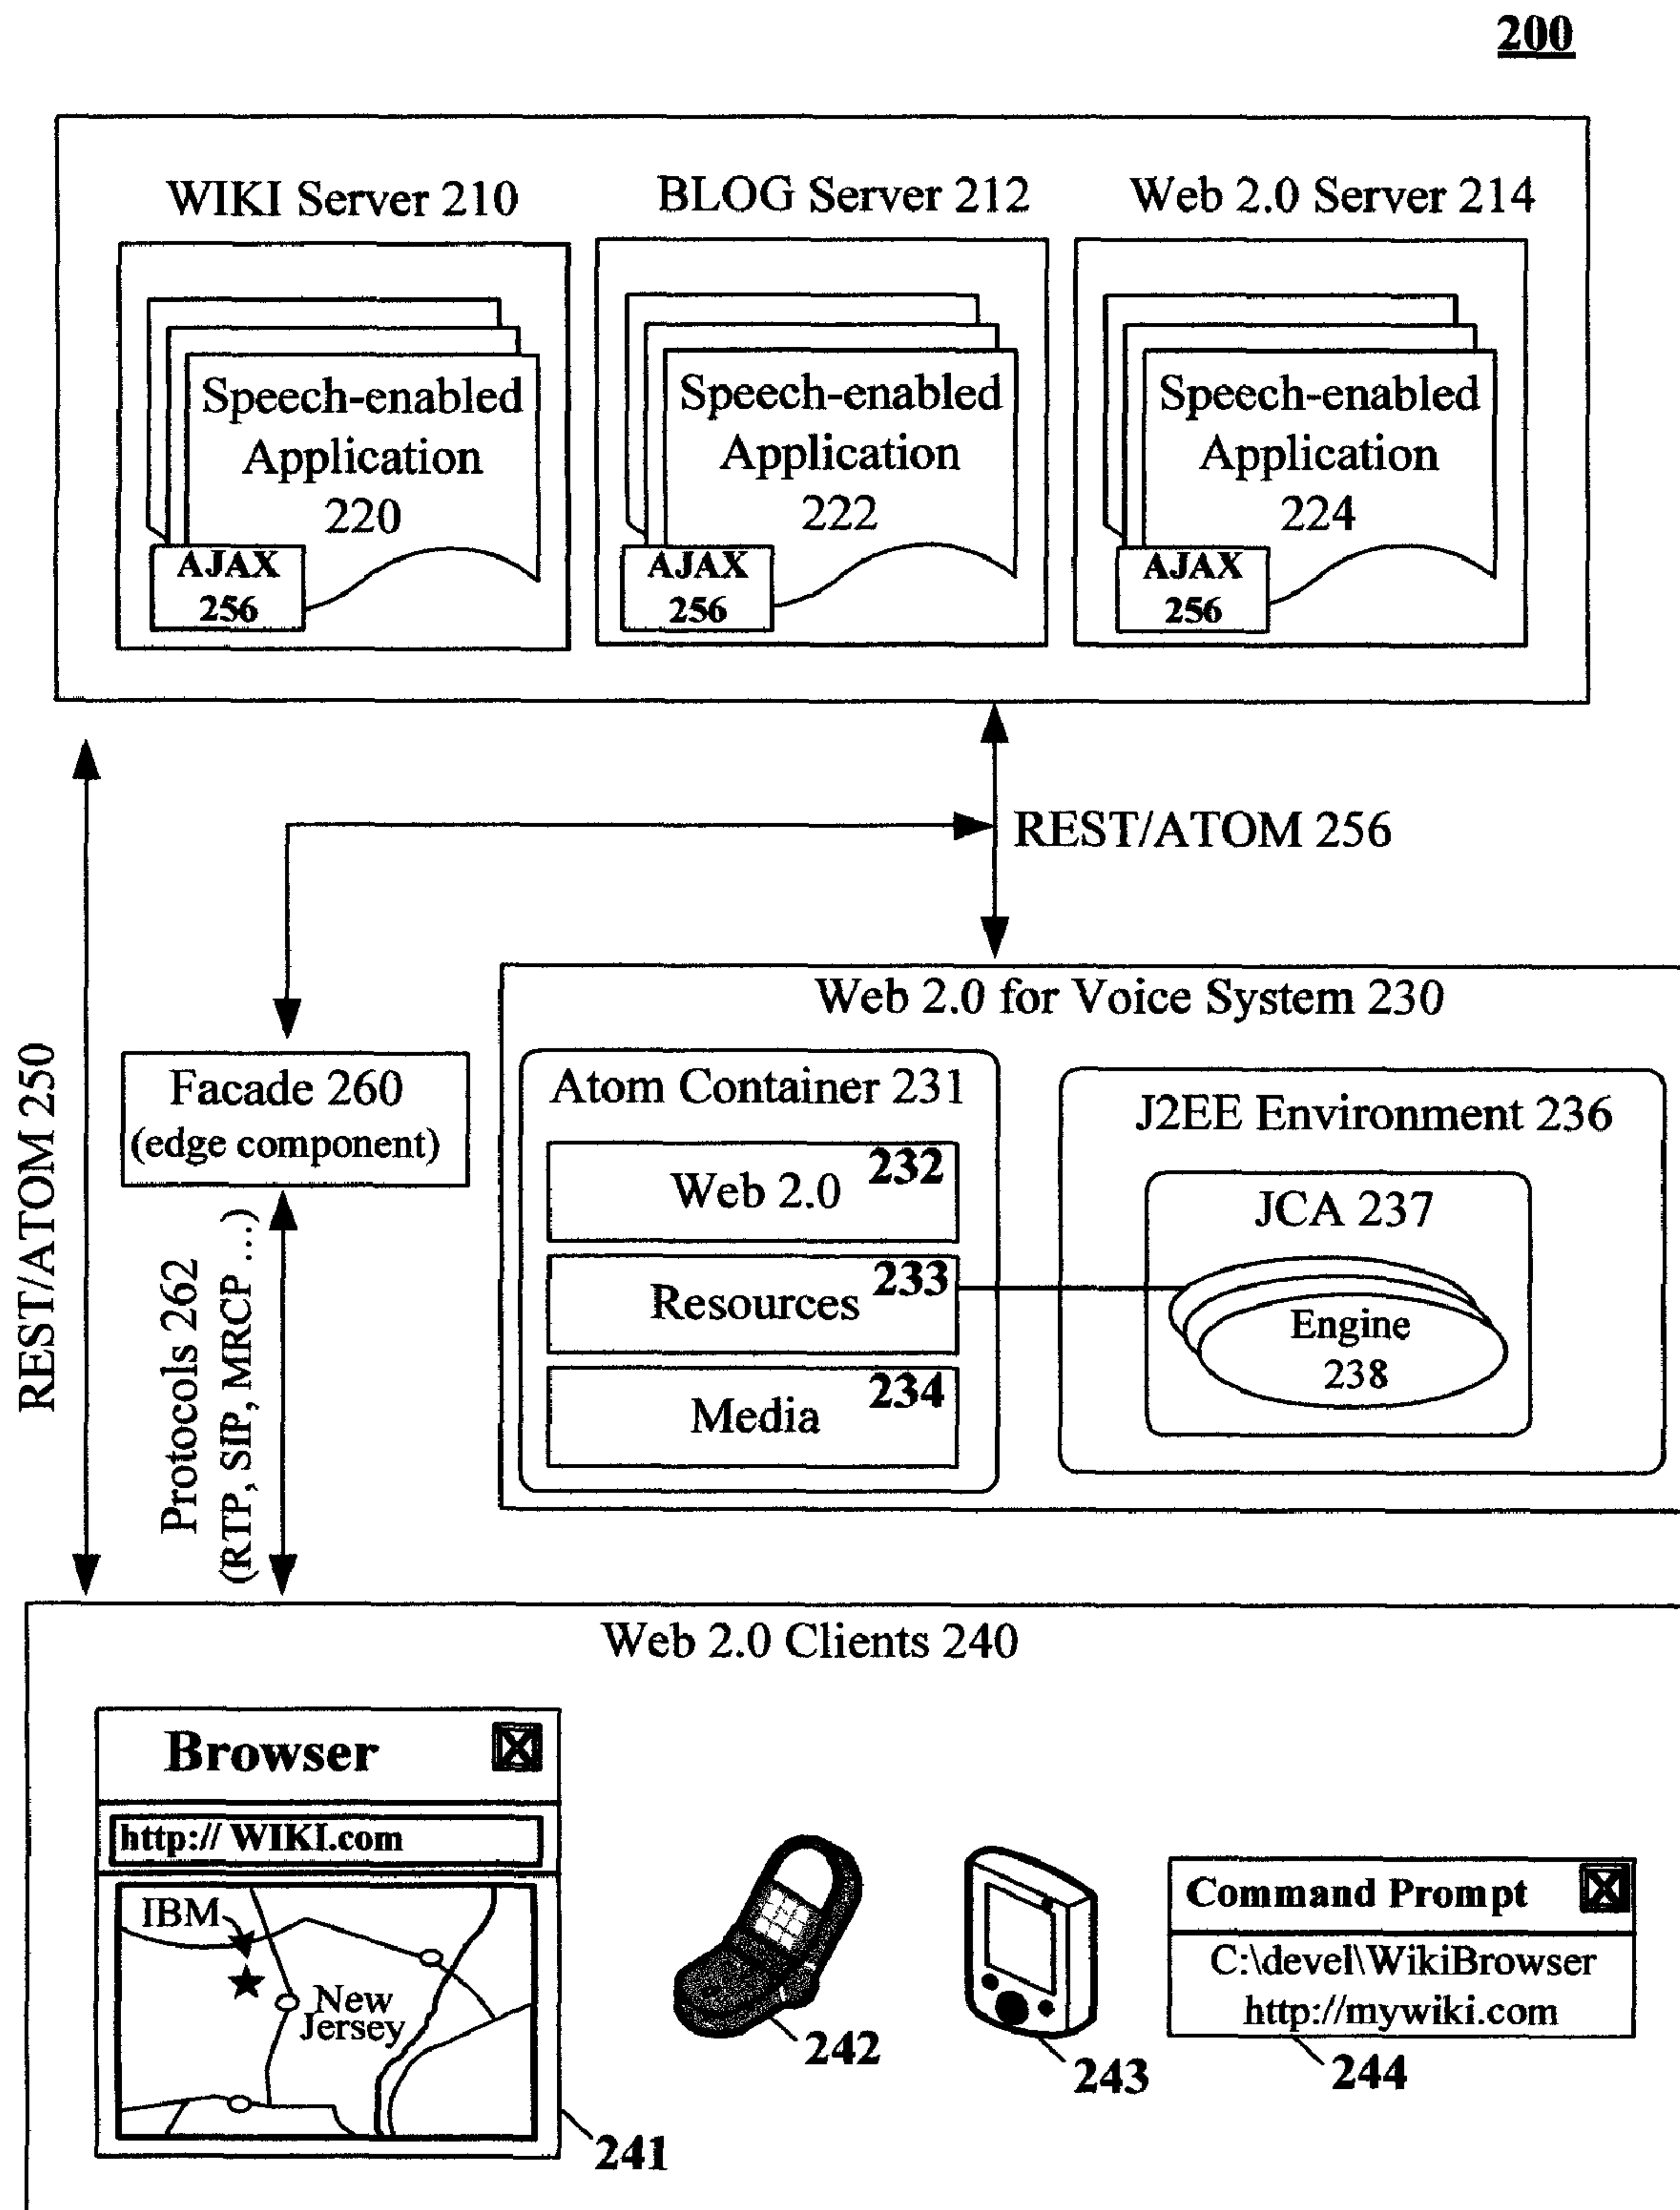 200
WIKI Server 210
BLOG Server 212
Web 2.0 Server 214
Speech-enabled
Application
220
AJAX
256
Speech-enabled
Application
222
AJAX
256
Speech-enabled
Application
224
AJAX
256
REST/ATOM 256
REST/ATOM 250
Facade 260
(edge component)
Protocols 262
(RTP, SIP, MRCP ...)
Web 2.0 for Voice System 230
Atom Container 231
Web 2.0
232
Resources
233
Media
234
J2EE Environment 236
JCA 237
Engine
238
Web 2.0 Clients 240
Browser
http:// WIKI.com
IBM
New
Jersey
241
242
243
Command Prompt
C:\devel\WikiBrowser
http://mywiki.com
244